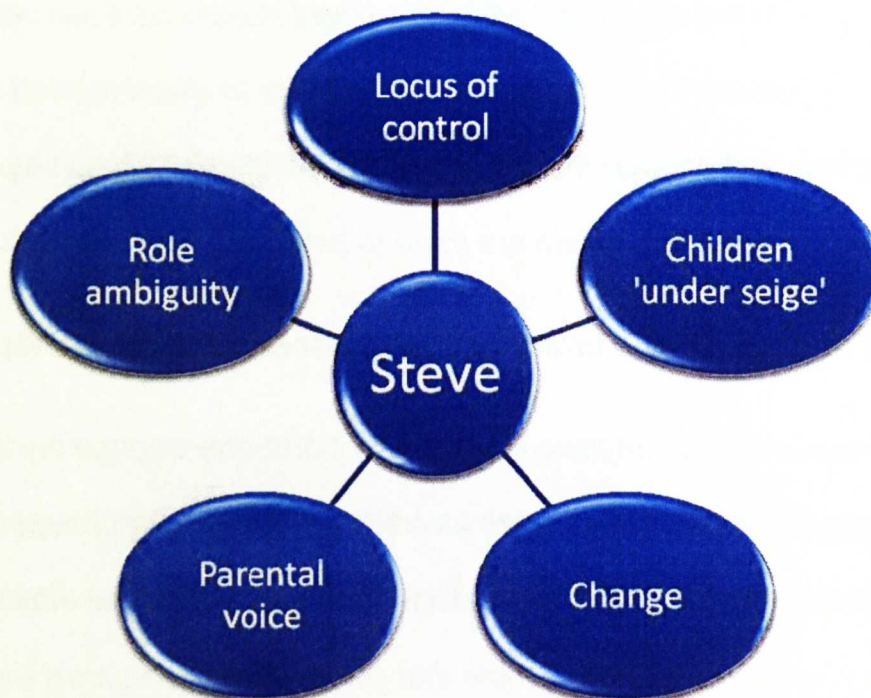 Locus of
control
Role
ambiguity
Children
'under seige'
Steve
Parental
voice
Change